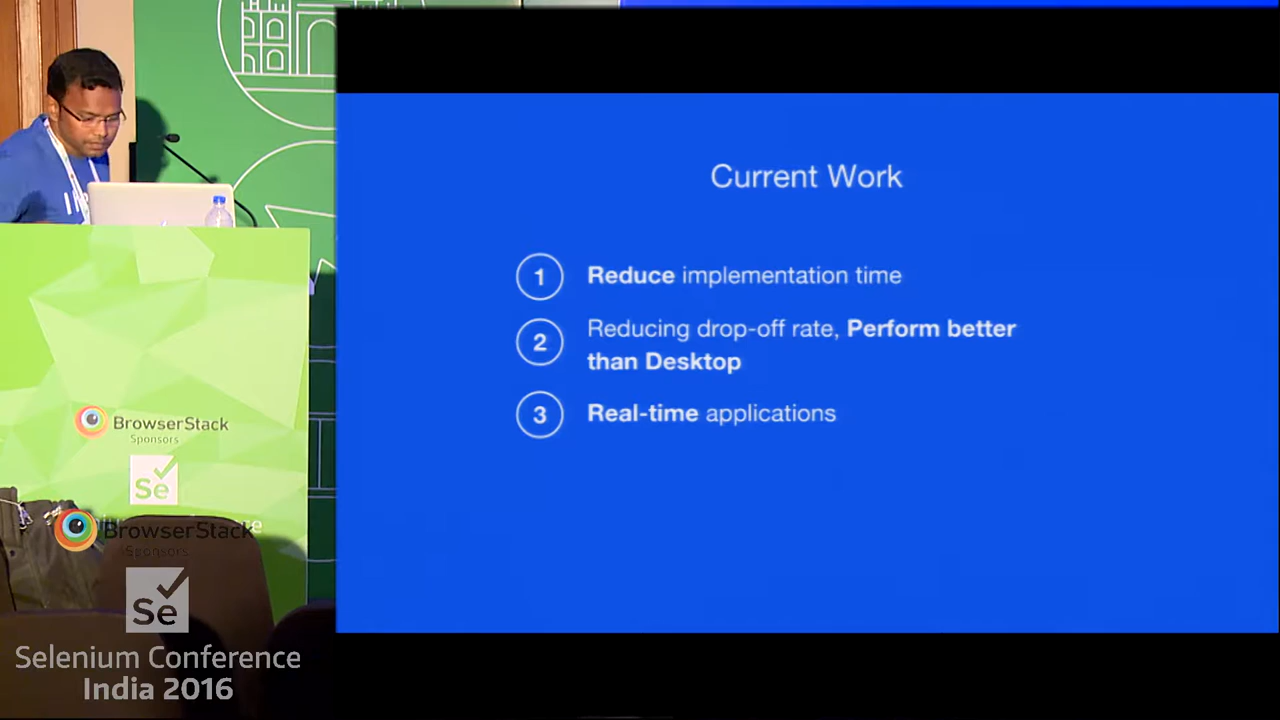 Current Work
1
Reduce implementation time
2
Reducing drop-off rate, Perform better
than Desktop
3
Real-time applications
BrowserStack
Sponsors
Se
BrowserStack
Sponsors
Se
Selenium Conference
India 2016